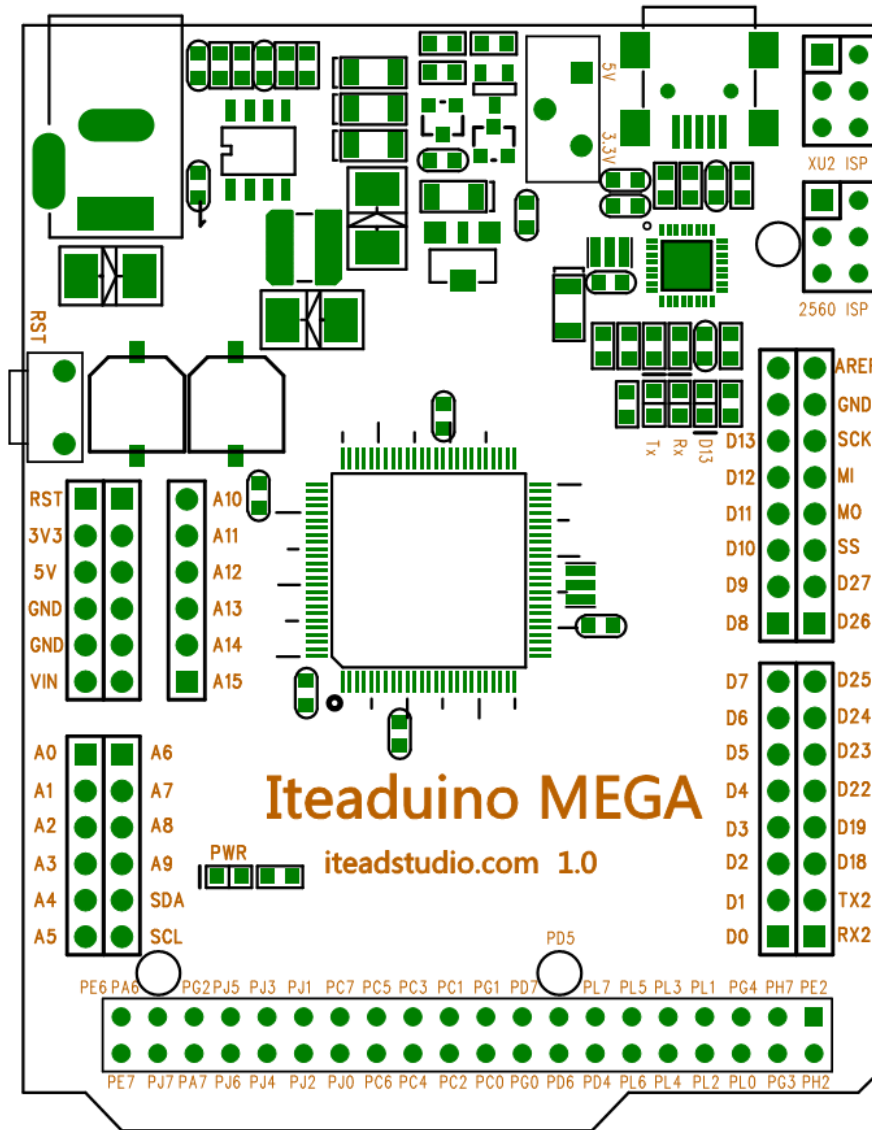 5V
3.3V
XU2 ISP
2560 ISP
RST
AREF
GND
D13 SCK
D12 MI
D11 MO
D10 SS
D9 D27
D8 D26
Tx Rx D13
RST A10
3V3 A11
5V A12
GND A13
GND A14
VIN A15
D7 D25
D6 D24
D5 D23
D4 D22
D3 D19
D2 D18
D1 TX2
D0 RX2
A0 A6
A1 A7
A2 A8
A3 A9
A4 SDA
A5 SCL
Iteaduino MEGA
iteadstudio.com 1.0
PWR
PD5
PE6 PA6 PG2 PJ5 PJ3 PJ1 PC7 PC5 PC3 PC1 PG1 PD7 PL7 PL5 PL3 PL1 PG4 PH7 PE2
PE7 PJ7 PA7 PJ6 PJ4 PJ2 PJ0 PC6 PC4 PC2 PC0 PG0 PD6 PD4 PL6 PL4 PL2 PL0 PG3 PH2